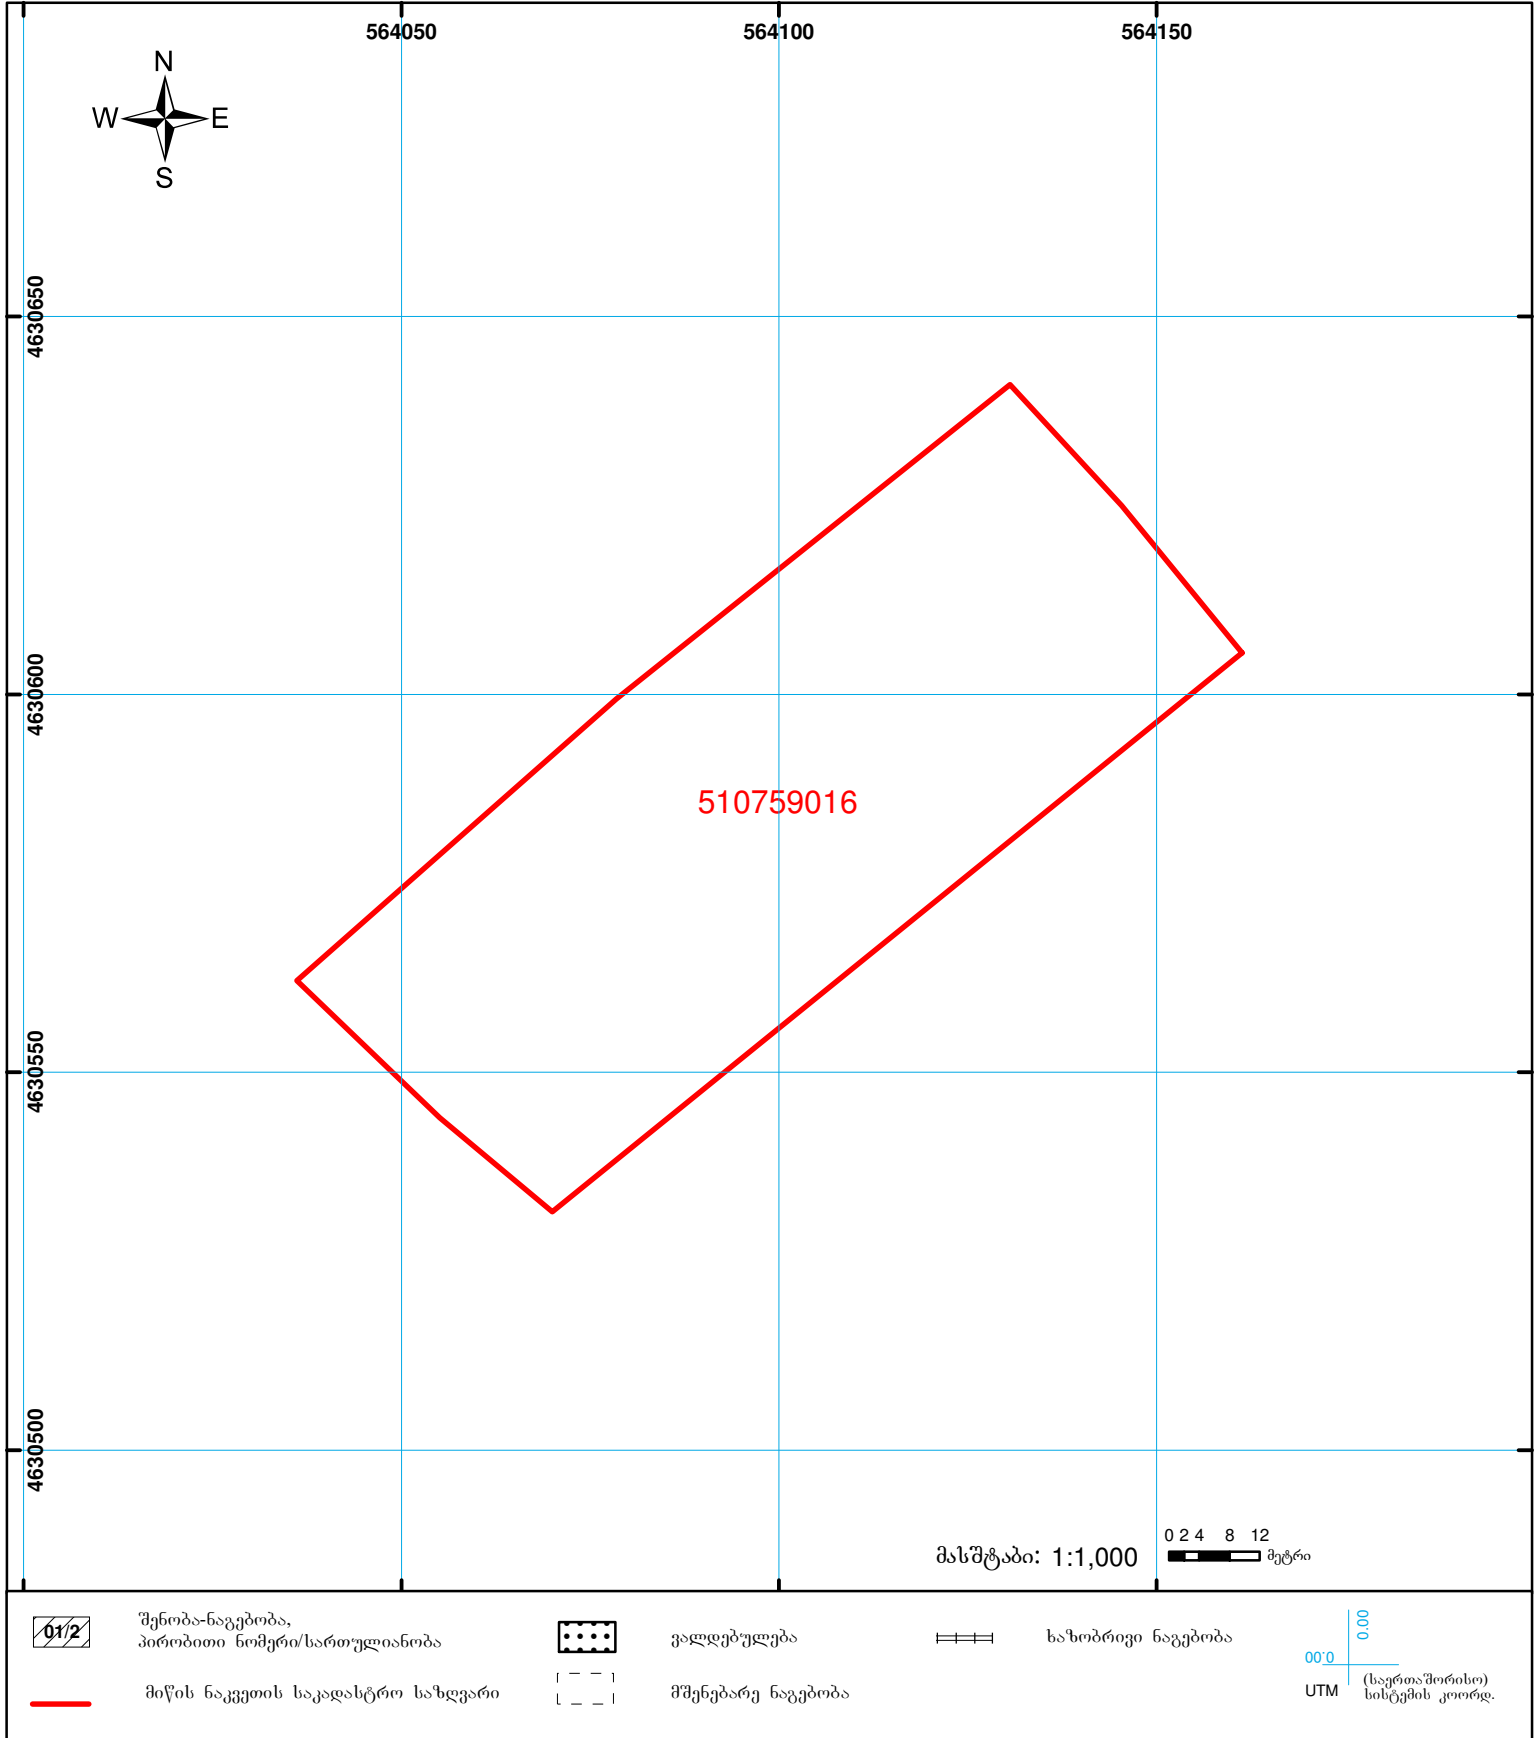 564050
564100
564150
N
W E
S
4630650
4630600
4630550
4630500
510759016
მასშტაბი: 1:1,000
0 2 4 8 12
მეტრი
01/2
შენობა-ნაგებობა,
პირობითი ნომერი/სართულიანობა
ვალდებულება
ხაზობრივი ნაგებობა
მიწის ნაკვეთის საკადასტრო საზღვარი
მშენებარე ნაგებობა
0.00
00.0
UTM
(საერთაშორისო)
სისტემის კოორდ.